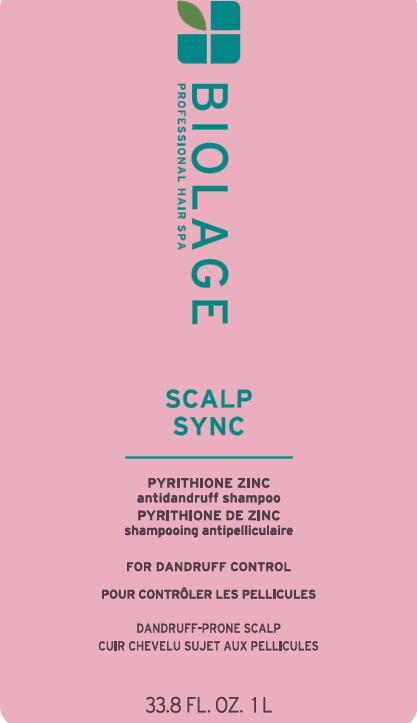 BIOLAGE
PROFESSIONAL HAIR SPA
SCALP
SYNC
PYRITHIONE ZINC
antidandruff shampoo
PYRITHIONE DE ZINC
shampooing antipelliculaire
FOR DANDRUFF CONTROL
POUR CONTRÔLER LES PELLICULES
DANDRUFF-PRONE SCALP
CUIR CHEVELU SUJET AUX PELLICULES
33.8 FL. OZ. 1 L